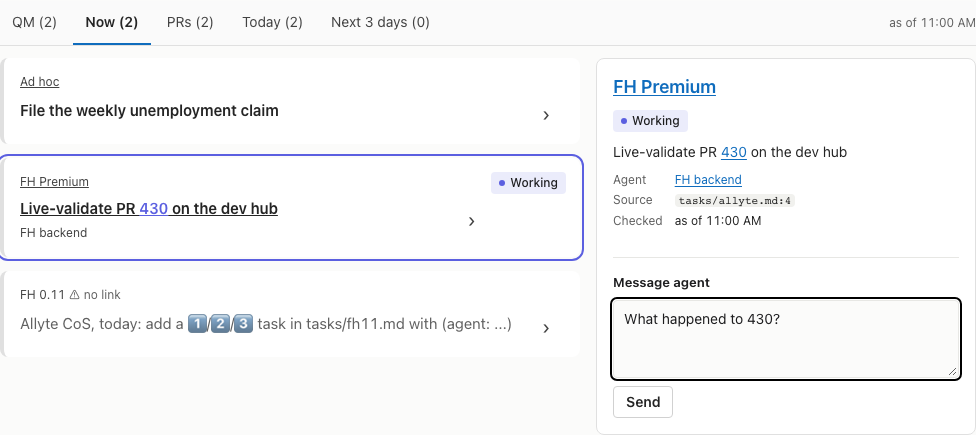 QM (2)
Now (2)
PRs (2)
Today (2)
Next 3 days (0)
as of 11:00 AM
Ad hoc
File the weekly unemployment claim
FH Premium
Working
Live-validate PR 430 on the dev hub
FH backend
FH 0.11 ⚠ no link
Allyte CoS, today: add a 1️⃣/2️⃣/3️⃣ task in tasks/fh11.md with (agent: ...)
FH Premium
Working
Live-validate PR 430 on the dev hub
Agent FH backend
Source tasks/allyte.md:4
Checked as of 11:00 AM
Message agent
What happened to 430?
Send